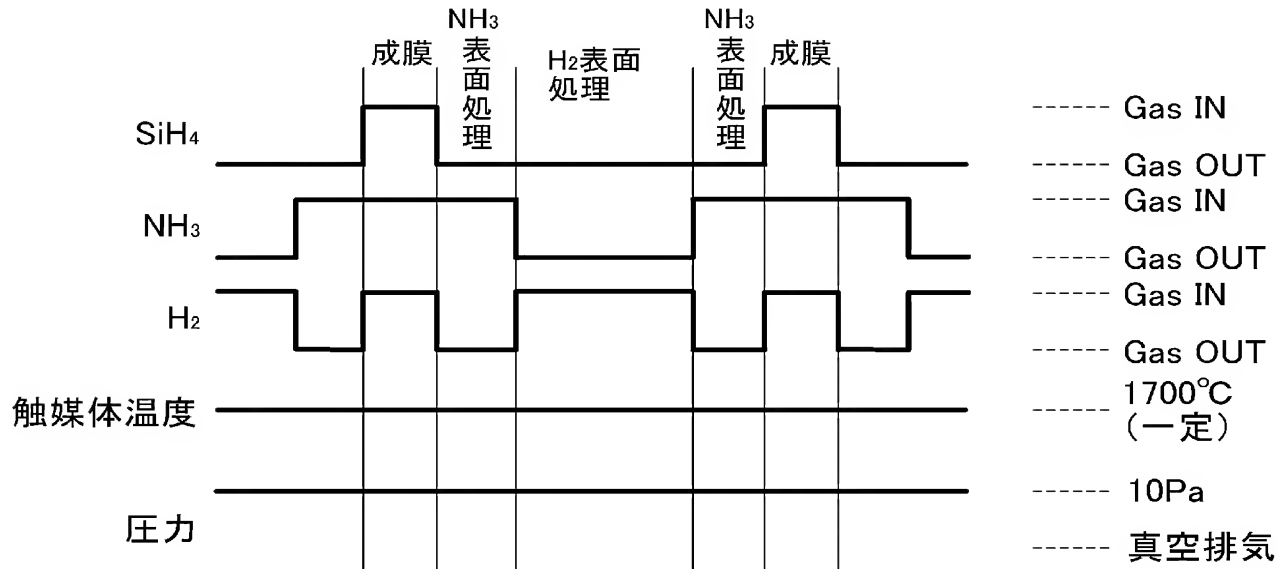 NH₃
表面処理
成膜
H₂表面
処理
NH₃
表面処理
成膜
SiH₄
Gas IN
Gas OUT
NH₃
Gas IN
Gas OUT
H₂
Gas IN
Gas OUT
触媒体温度
1700℃
(一定)
圧力
10Pa
真空排気